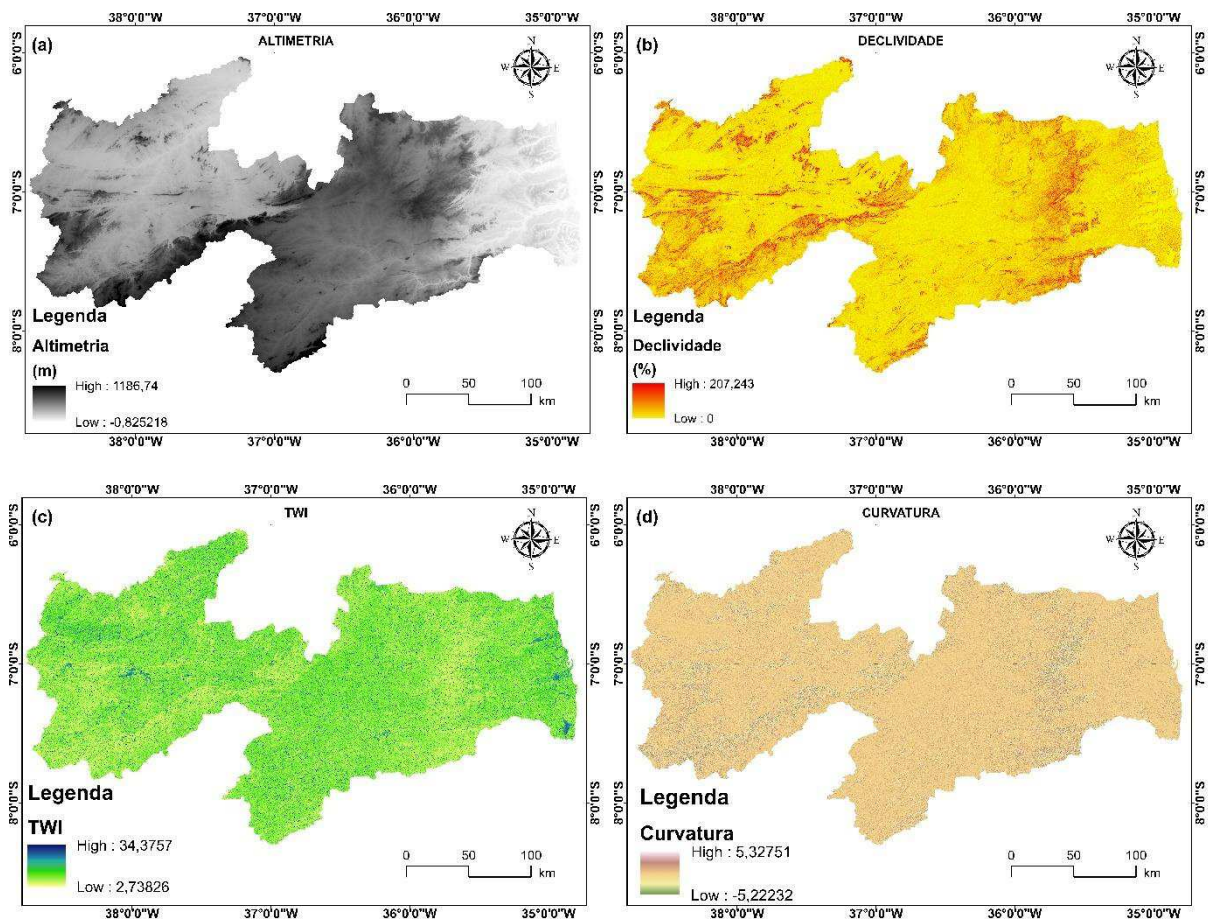 38°0'0"W 37°0'0"W 36°0'0"W 35°0'0"W
(a) ALTIMETRIA
N
W E
S
6°0'0"S
7°0'0"S
8°0'0"S
6°0'0"S
7°0'0"S
8°0'0"S
Legenda
Altimetria
(m)
High : 1186,74
Low : -0,825218
0 50 100
km
38°0'0"W 37°0'0"W 36°0'0"W 35°0'0"W
38°0'0"W 37°0'0"W 36°0'0"W 35°0'0"W
(b) DECLIVIDADE
N
W E
S
6°0'0"S
7°0'0"S
8°0'0"S
6°0'0"S
7°0'0"S
8°0'0"S
Legenda
Declividade
(%)
High : 207,243
Low : 0
0 50 100
km
38°0'0"W 37°0'0"W 36°0'0"W 35°0'0"W
38°0'0"W 37°0'0"W 36°0'0"W 35°0'0"W
(c) TWI
N
W E
S
6°0'0"S
7°0'0"S
8°0'0"S
6°0'0"S
7°0'0"S
8°0'0"S
Legenda
TWI
High : 34,3757
Low : 2,73826
0 50 100
km
38°0'0"W 37°0'0"W 36°0'0"W 35°0'0"W
38°0'0"W 37°0'0"W 36°0'0"W 35°0'0"W
(d) CURVATURA
N
W E
S
6°0'0"S
7°0'0"S
8°0'0"S
6°0'0"S
7°0'0"S
8°0'0"S
Legenda
Curvatura
High : 5,32751
Low : -5,22232
0 50 100
km
38°0'0"W 37°0'0"W 36°0'0"W 35°0'0"W